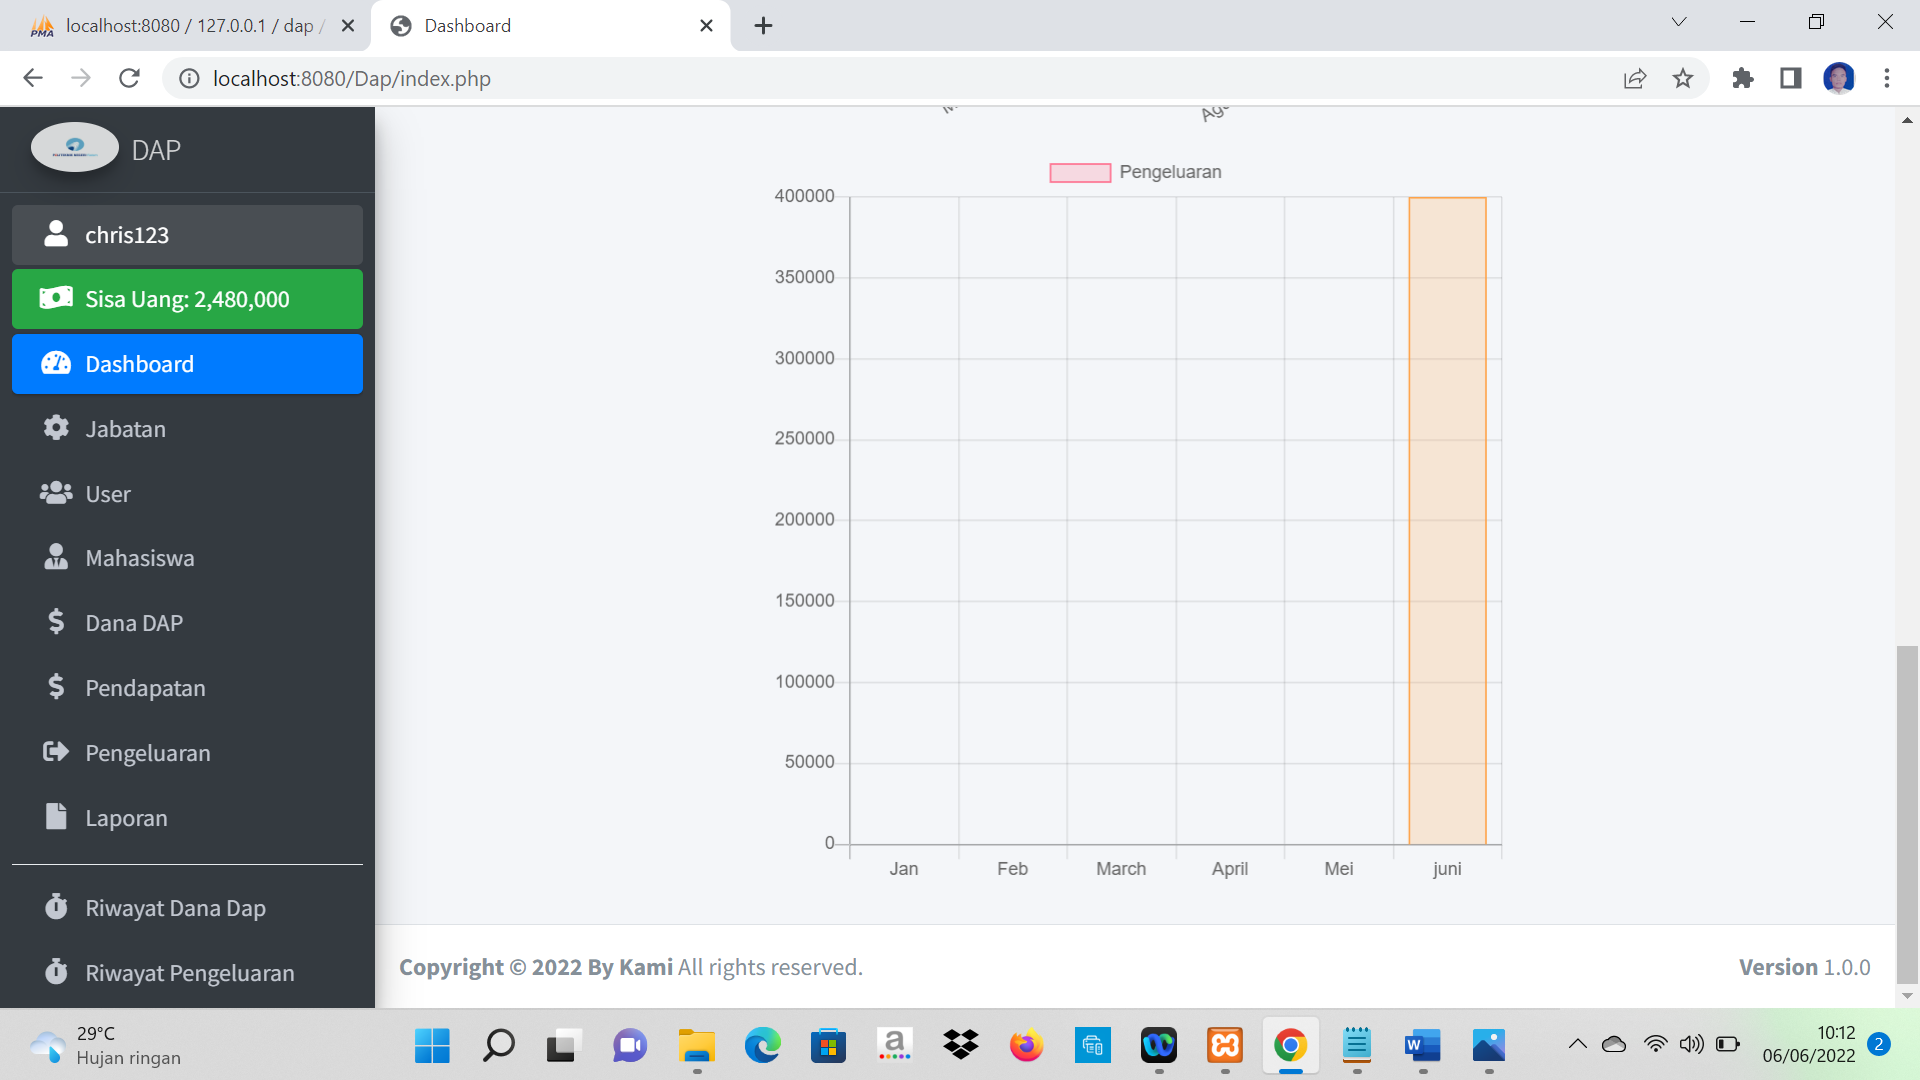 localhost:8080 / 127.0.0.1 / dap /
Dashboard
localhost:8080/Dap/index.php
DAP
chris123
Sisa Uang: 2,480,000
Dashboard
Jabatan
User
Mahasiswa
Dana DAP
Pendapatan
Pengeluaran
Laporan
Riwayat Dana Dap
Riwayat Pengeluaran
Pengeluaran
400000
350000
300000
250000
200000
150000
100000
50000
0
Jan Feb March April Mei juni
Copyright © 2022 By Kami All rights reserved.
Version 1.0.0
29°C
Hujan ringan
10:12
06/06/2022
2